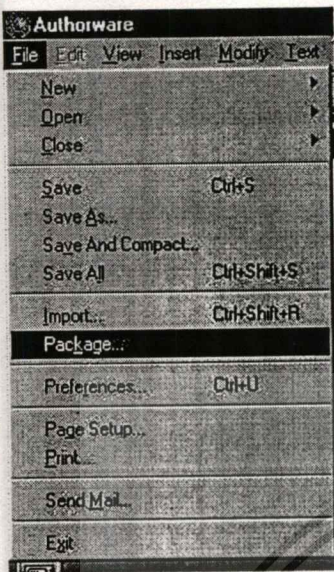 Authorware
File Edit View Insert Modify Text
New
Open
Close
Save Ctrl+S
Save As...
Save And Compact...
Save All Ctrl+Shift+S
Import... Ctrl+Shift+R
Package...
Preferences... Ctrl+U
Page Setup...
Print...
Send Mail...
Exit